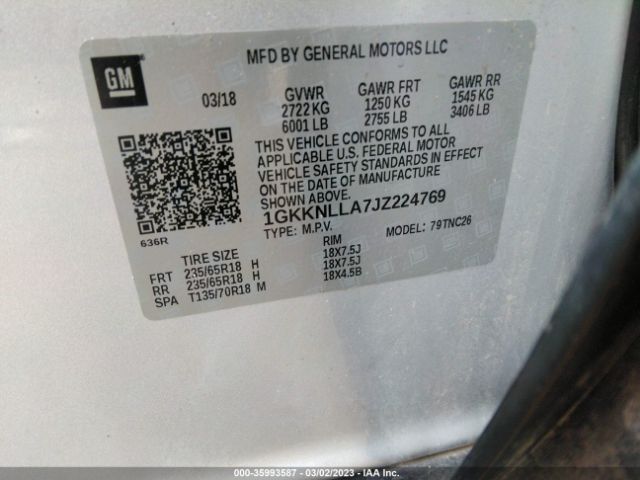 MFD BY GENERAL MOTORS LLC
GM
03/18 GVWR GAWR FRT GAWR RR
2722 KG 1250 KG 1545 KG
6001 LB 2755 LB 3406 LB
THIS VEHICLE CONFORMS TO ALL
APPLICABLE U.S. FEDERAL MOTOR
VEHICLE SAFETY STANDARDS IN EFFECT
ON THE DATE OF MANUFACTURE
SHOWN ABOVE.
1GKKNLLA7JZ224769
TYPE: M.P.V. MODEL: 79TNC26
636R
TIRE SIZE RIM
FRT 235/65R18 H 18X7.5J
RR 235/65R18 H 18X7.5J
SPA T135/70R18 M 18X4.5B
000-35993587 - 03/02/2023 - IAA Inc.